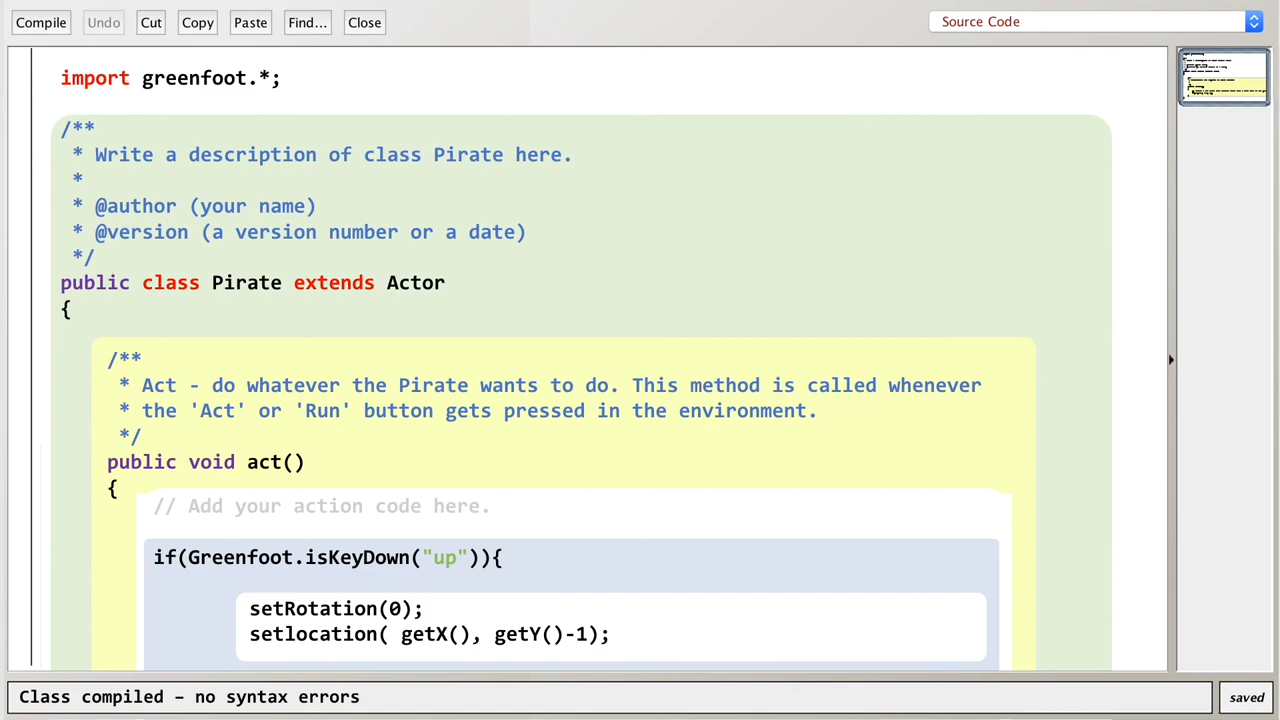 Compile Undo Cut Copy Paste Find... Close Source Code
import greenfoot.*;
/**
* Write a description of class Pirate here.
*
* @author (your name)
* @version (a version number or a date)
*/
public class Pirate extends Actor
{
/**
* Act - do whatever the Pirate wants to do. This method is called whenever
* the 'Act' or 'Run' button gets pressed in the environment.
*/
public void act()
{
// Add your action code here.
if(Greenfoot.isKeyDown("up")){
setRotation(0);
setlocation( getX(), getY()-1);
Class compiled – no syntax errors saved